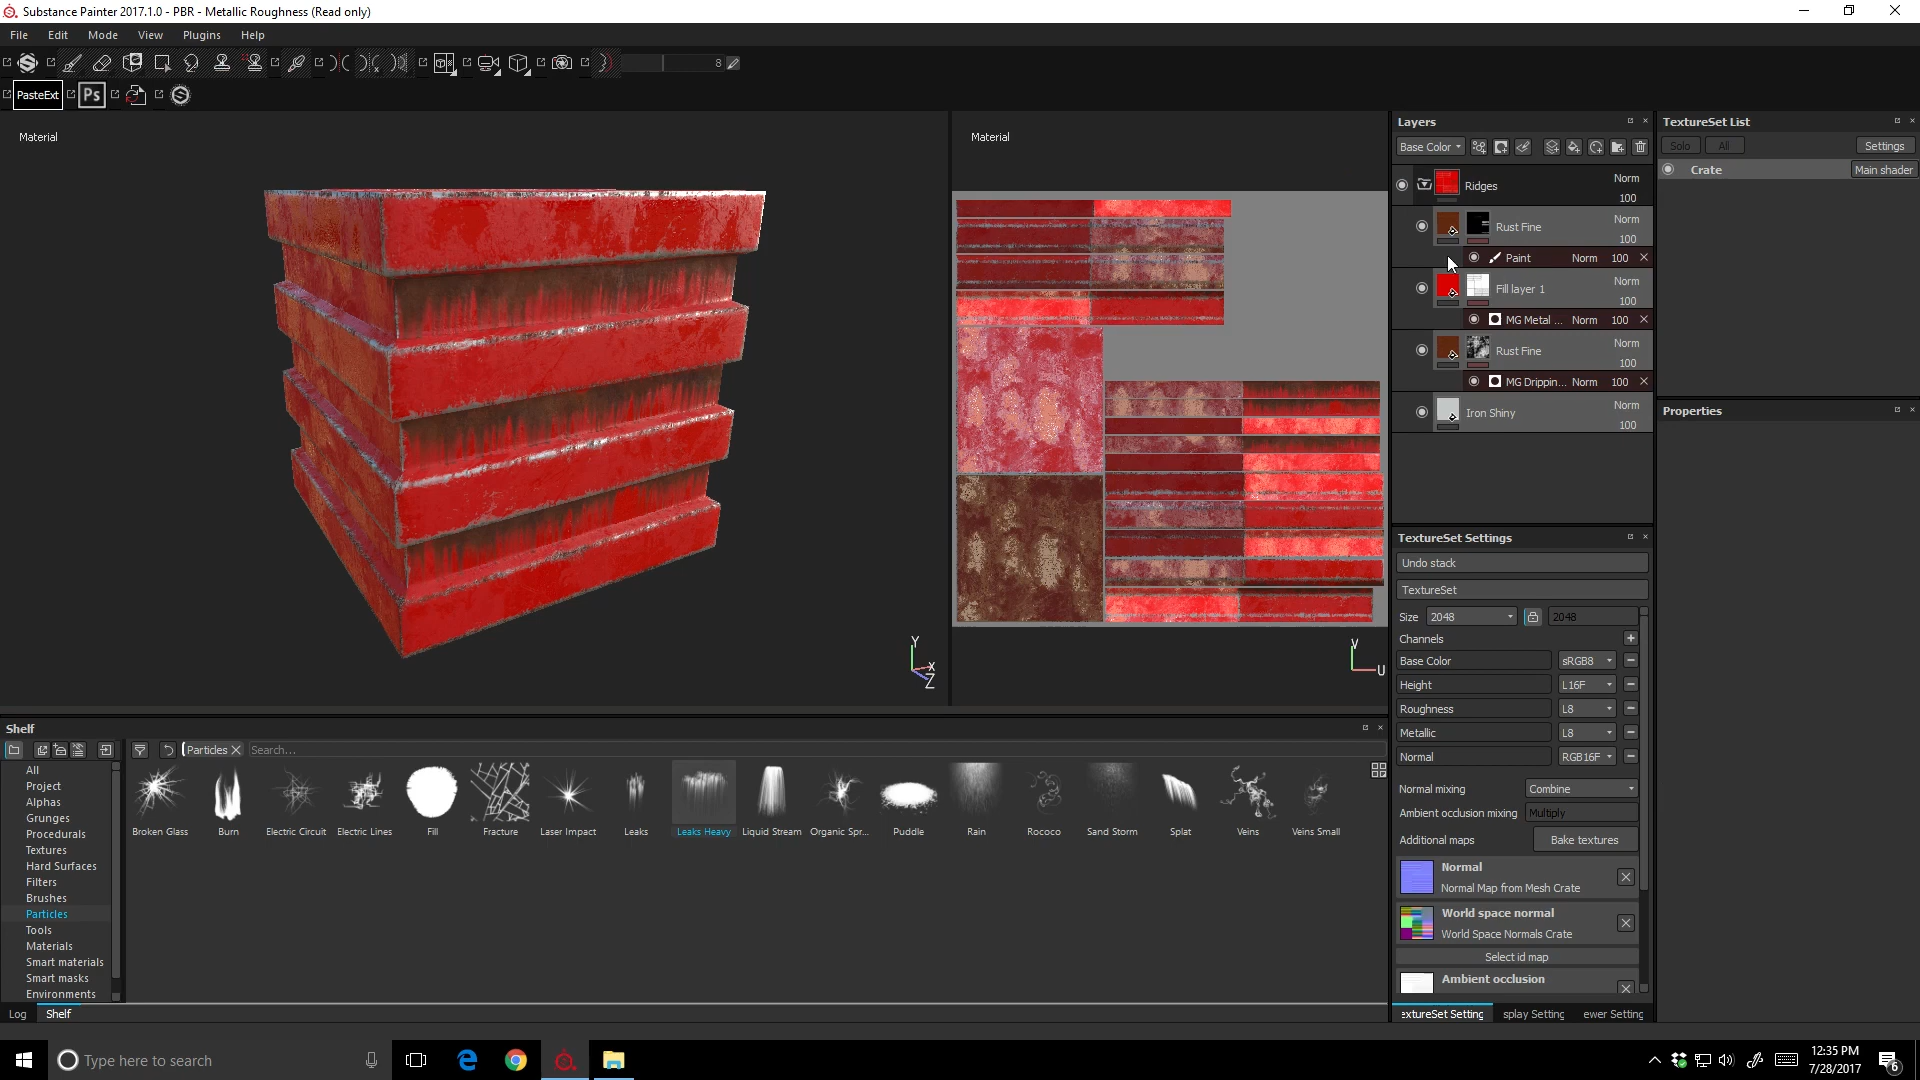 Substance Painter 2017.1.0 - PBR - Metallic Roughness (Read only)
File Edit Mode View Plugins Help
8
PasteExt Ps
Material
Material
Layers
Base Color
Ridges Norm 100
Rust Fine Norm 100
Paint Norm 100
Fill layer 1 Norm 100
MG Metal ... Norm 100
Rust Fine Norm 100
MG Drippin... Norm 100
Iron Shiny Norm 100
TextureSet List
Solo All Settings
Crate Main shader
Properties
Y
X
Z
V
U
TextureSet Settings
Undo stack
TextureSet
Size 2048 2048
Channels
Base Color sRGB8
Height L16F
Roughness L8
Metallic L8
Normal RGB16F
Normal mixing Combine
Ambient occlusion mixing Multiply
Additional maps Bake textures
Normal
Normal Map from Mesh Crate
World space normal
World Space Normals Crate
Select id map
Ambient occlusion
extureSet Setting splay Setting ewer Setting
Shelf
Particles Search...
All
Project
Alphas
Grunges
Procedurals
Textures
Hard Surfaces
Filters
Brushes
Particles
Tools
Materials
Smart materials
Smart masks
Environments
Broken Glass Burn Electric Circuit Electric Lines Fill Fracture Laser Impact Leaks Leaks Heavy Liquid Stream Organic Spr... Puddle Rain Rococo Sand Storm Splat Veins Veins Small
Log Shelf
Type here to search
12:35 PM
7/28/2017
6